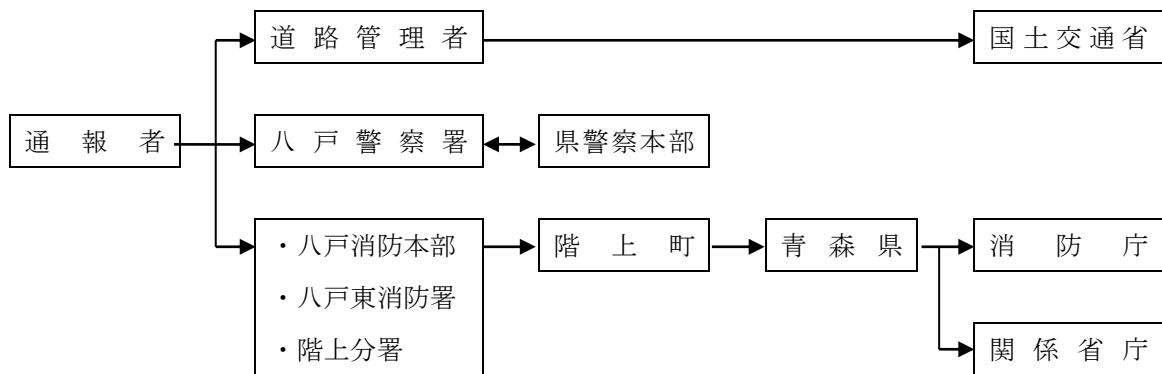 道路管理者
国土交通省
通報者
八戸警察署
県警察本部
・八戸消防本部
・八戸東消防署
・階上分署
階上町
青森県
消防庁
関係省庁